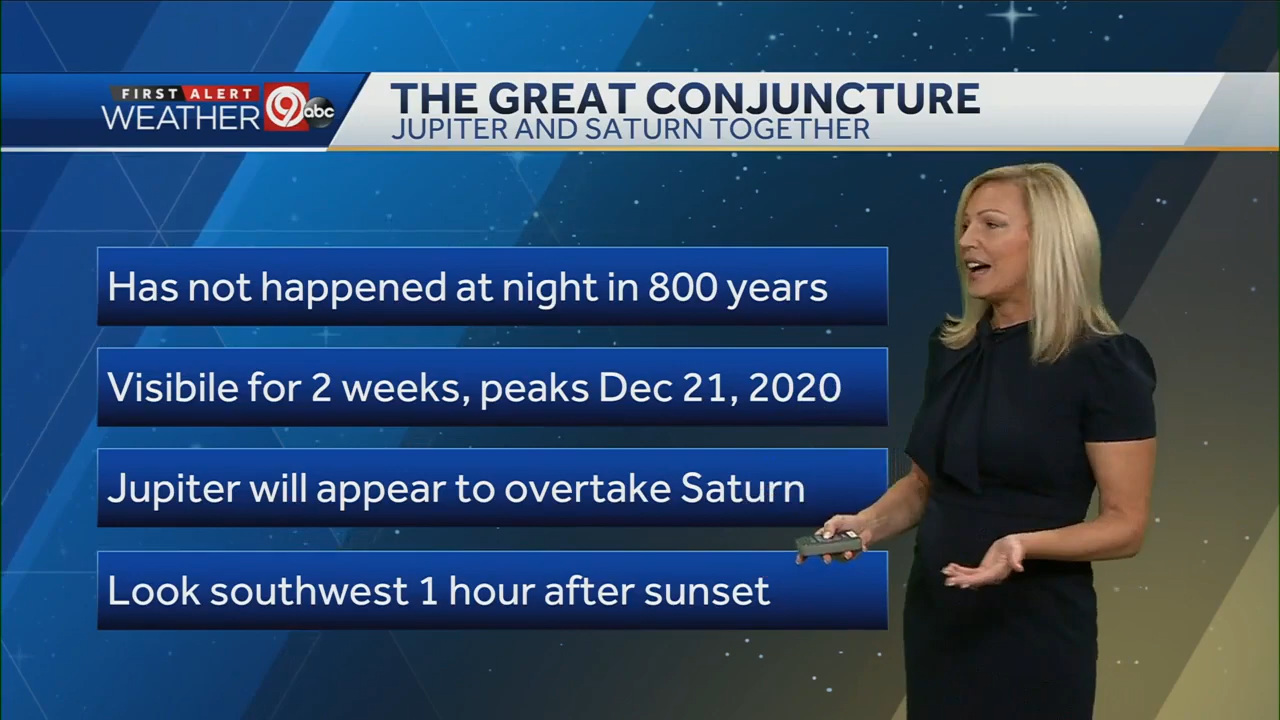 FIRST ALERT
WEATHER 9 abc
THE GREAT CONJUNCTURE
JUPITER AND SATURN TOGETHER
Has not happened at night in 800 years
Visibile for 2 weeks, peaks Dec 21, 2020
Jupiter will appear to overtake Saturn
Look southwest 1 hour after sunset